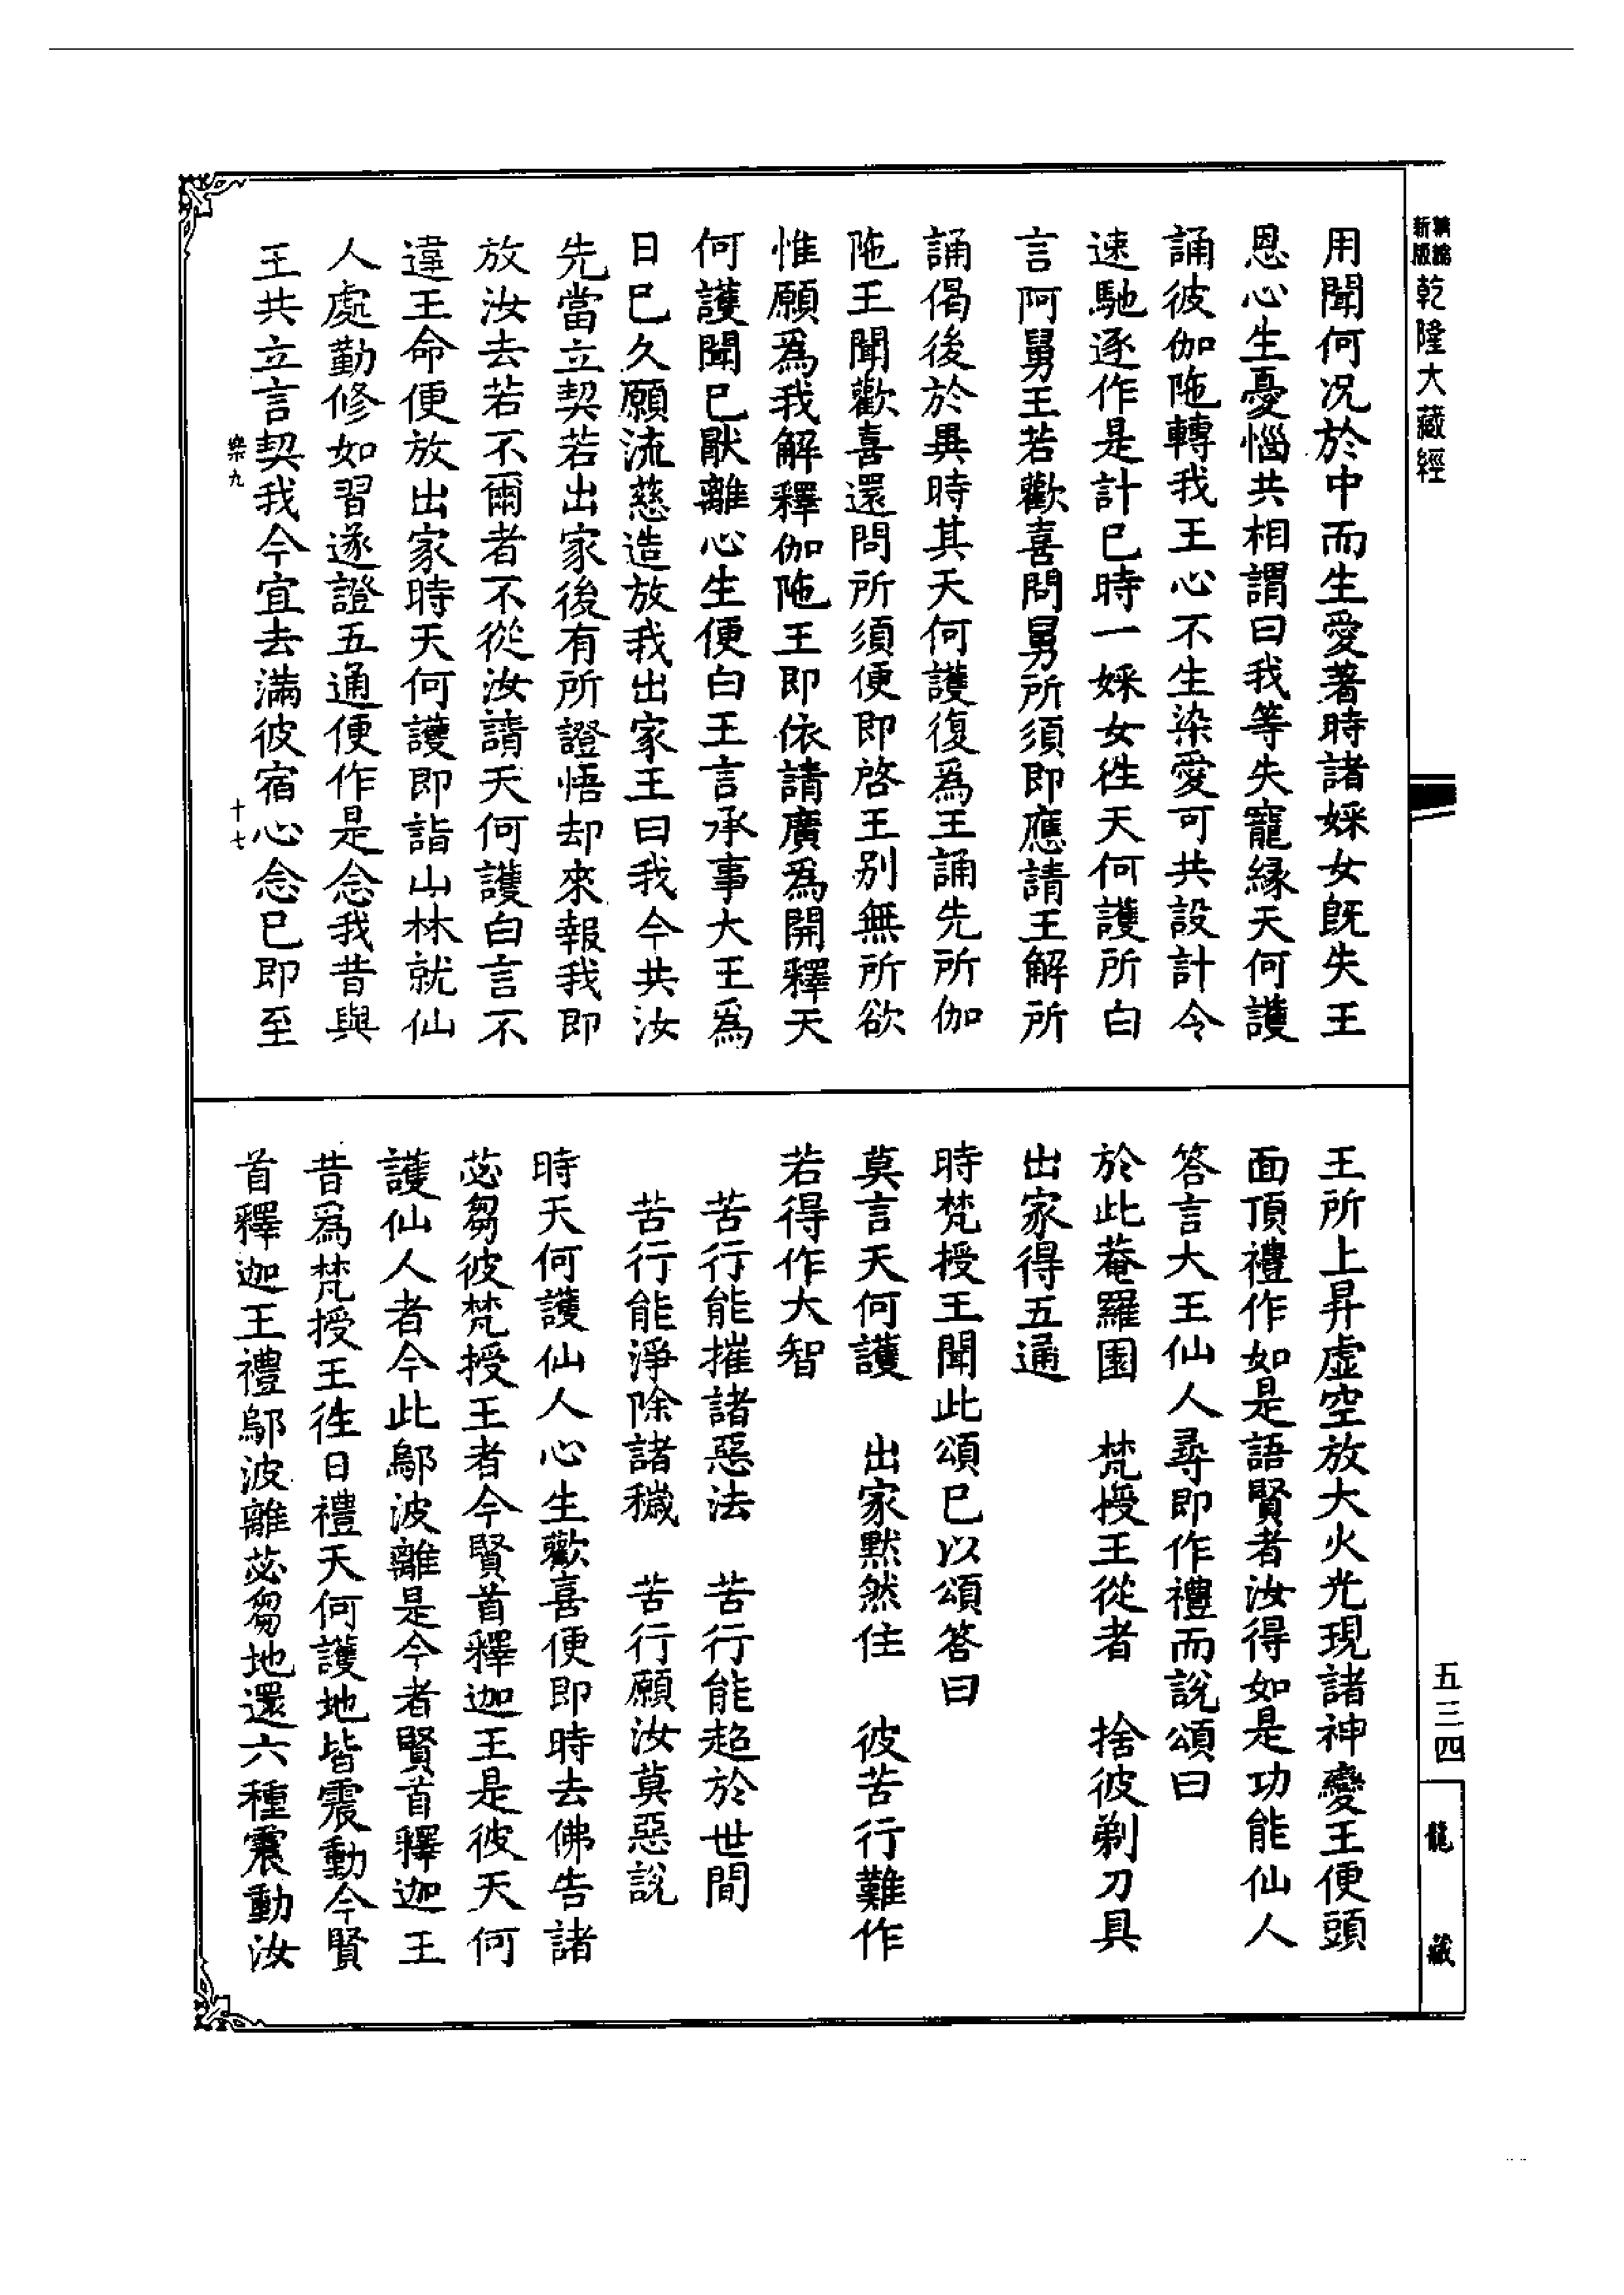 新編縮版乾隆大藏經
用聞何況於中而生愛著時諸婇女旣失王
恩心生憂惱共相謂曰我等失寵緣天何護
誦彼伽陁轉我王心不生染愛可共設計令
速馳逐作是計已時一婇女徃天何護所白
言阿舅王若歡喜問舅所須即應請王解所
誦偈後於異時其天何護復爲王誦先所伽
陁王聞歡喜還問所須便即啓王别無所欲
惟願爲我解釋伽陁王即依請廣爲開釋天
何護聞已猒離心生便白王言承事大王爲
日已久願流慈造放我出家王曰我今共汝
先當立契若出家後有所證悟却來報我即
放汝去若不爾者不從汝請天何護白言不
違王命便放出家時天何護即詣山林就仙
人處勤修如習遂證五通便作是念我昔與
王共立言契我今宜去滿彼宿心念已即至
樂九　十七
王所上昇虛空放大火光現諸神變王便頭
面頂禮作如是語賢者汝得如是功能仙人
答言大王仙人尋即作禮而說頌曰
於此菴羅園　梵授王從者　捨彼剃刀具
出家得五通
時梵授王聞此頌已以頌答曰
莫言天何護　出家默然住　彼苦行難作
若得作大智
苦行能摧諸惡法　苦行能超於世間
苦行能淨除諸穢　苦行願汝莫惡說
時天何護仙人心生歡喜便即時去佛告諸
苾芻彼梵授王者今賢首釋迦王是彼天何
護仙人者今此鄔波離是今者賢首釋迦王
昔爲梵授王徃日禮天何護地皆震動今賢
首釋迦王禮鄔波離苾芻地還六種震動汝
五三四
龍藏